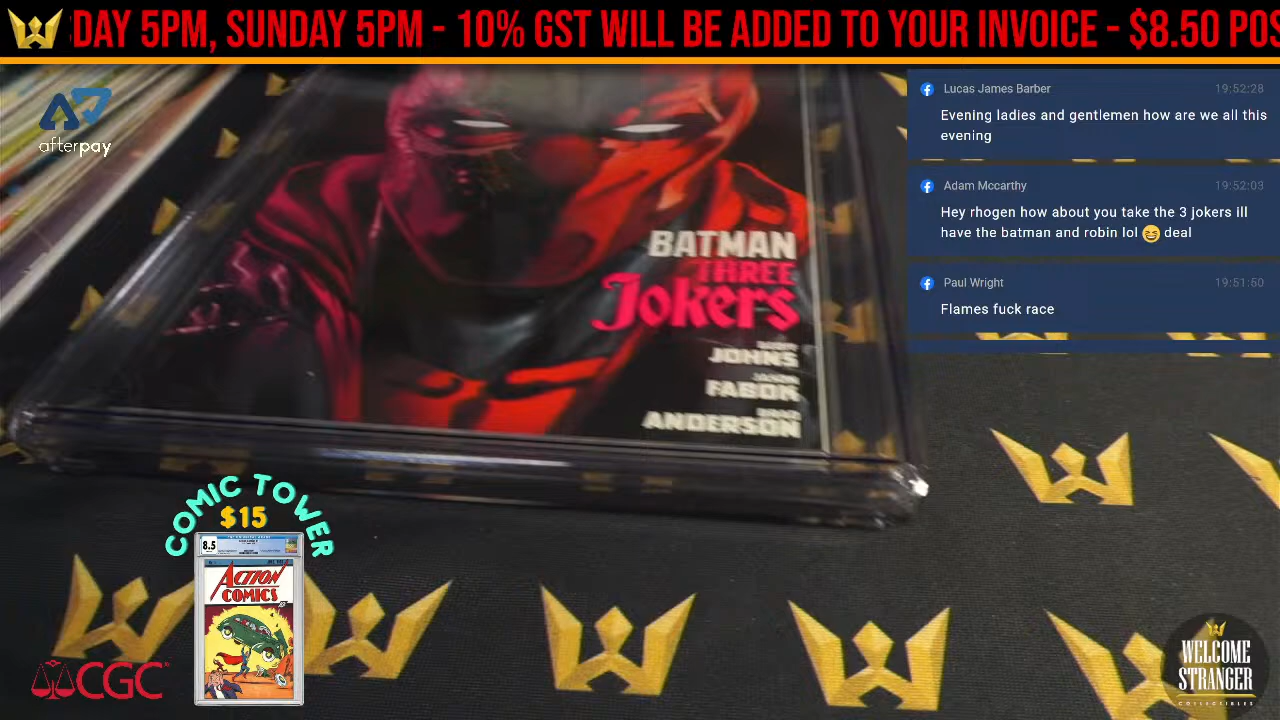 DAY 5PM, SUNDAY 5PM - 10% GST WILL BE ADDED TO YOUR INVOICE - $8.50 POS
afterpay
Lucas James Barber 19:52:28
Evening ladies and gentlemen how are we all this
evening
Adam Mccarthy 19:52:03
Hey rhogen how about you take the 3 jokers ill
have the batman and robin lol 😆 deal
Paul Wright 19:51:50
Flames fuck race
BATMAN
THREE
Jokers
JOHNS
JASON
FABOK
BRAD
ANDERSON
COMIC TOWER
$15
8.5
ACTION
COMICS
CGC
WELCOME
STRANGER
COLLECTIBLES